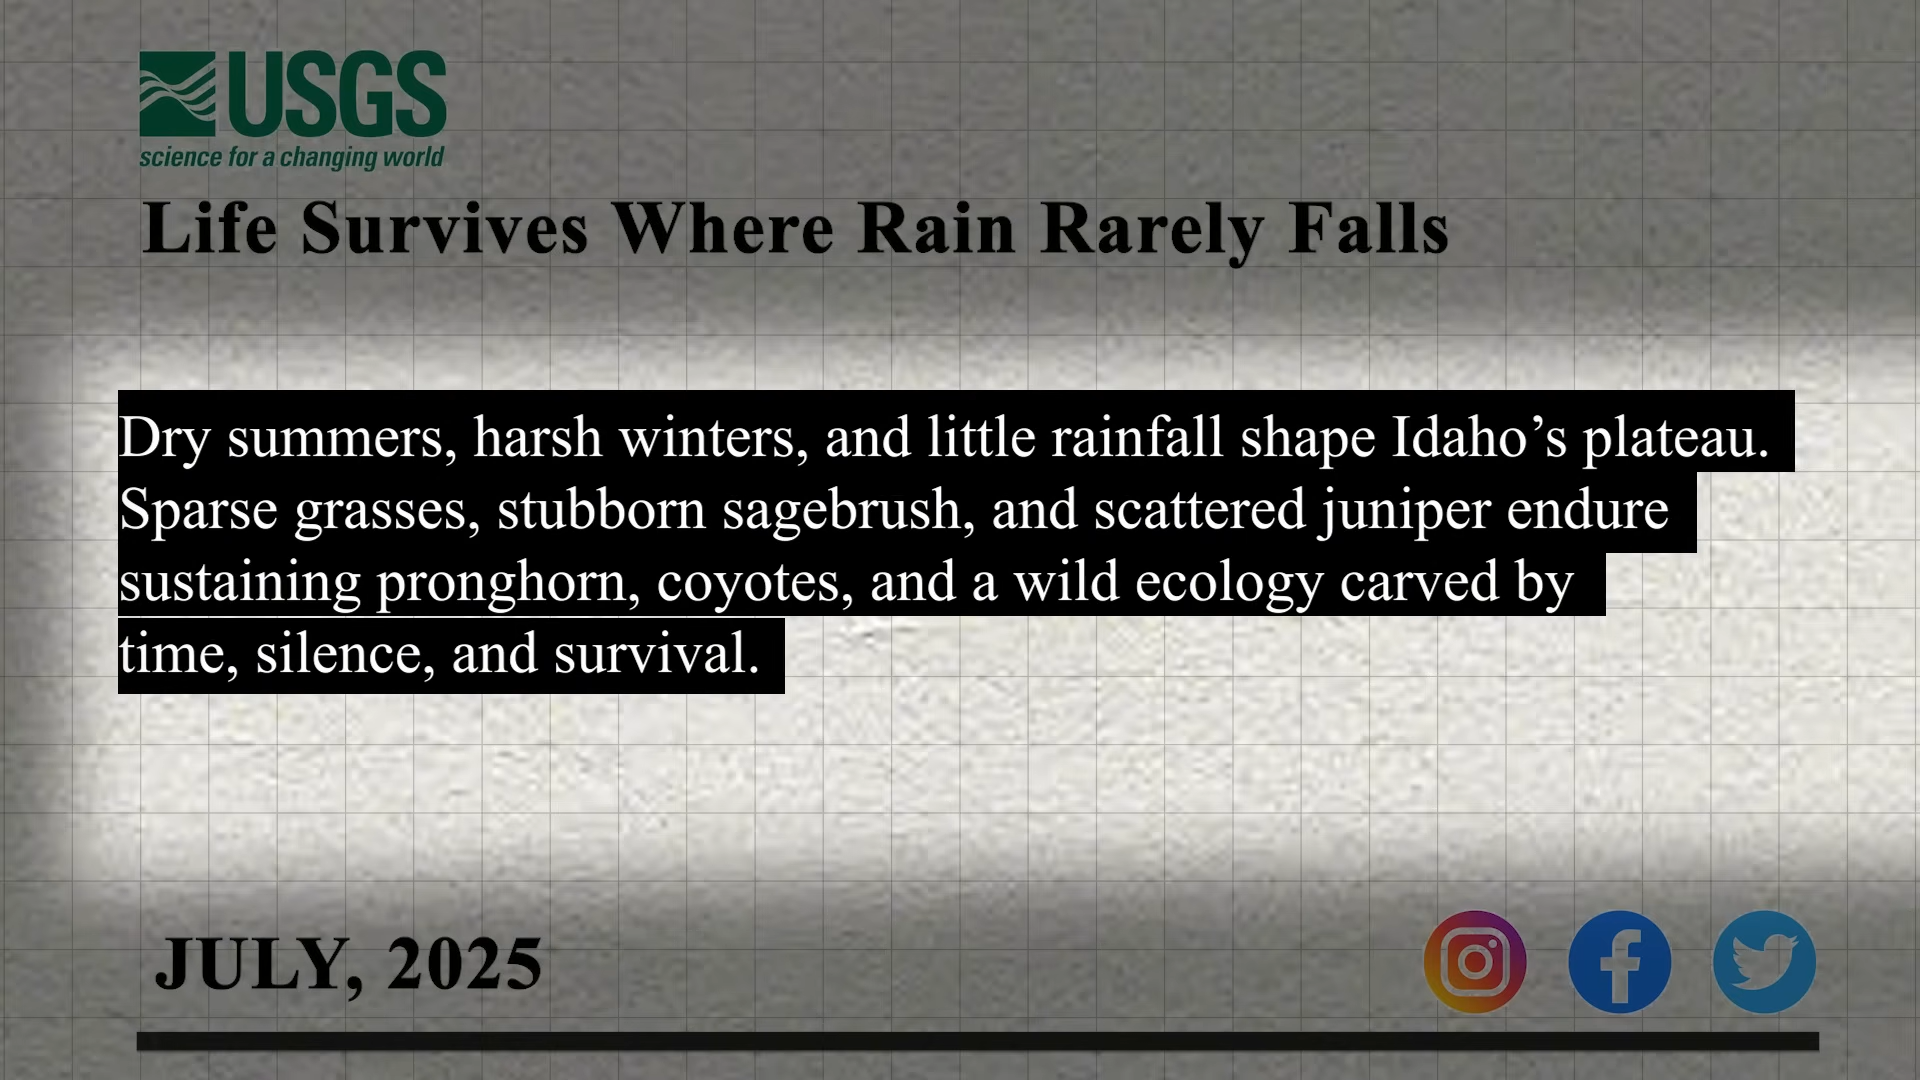 USGS
science for a changing world
Life Survives Where Rain Rarely Falls
Dry summers, harsh winters, and little rainfall shape Idaho’s plateau.
Sparse grasses, stubborn sagebrush, and scattered juniper endure
sustaining pronghorn, coyotes, and a wild ecology carved by
time, silence, and survival.
JULY, 2025